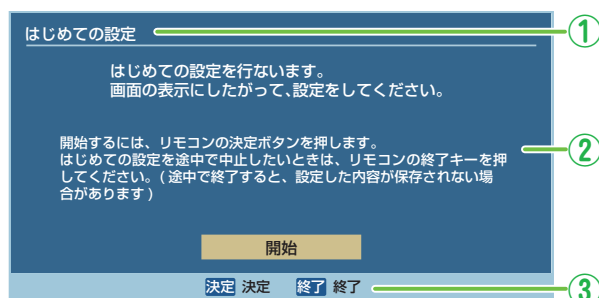 はじめての設定
①
はじめての設定を行ないます。
画面の表示にしたがって、設定をしてください。
開始するには、リモコンの決定ボタンを押します。
はじめての設定を途中で中止したいときは、リモコンの終了キーを押
してください。( 途中で終了すると、設定した内容が保存されない場
合があります )
②
開始
決定 決定 終了 終了
③